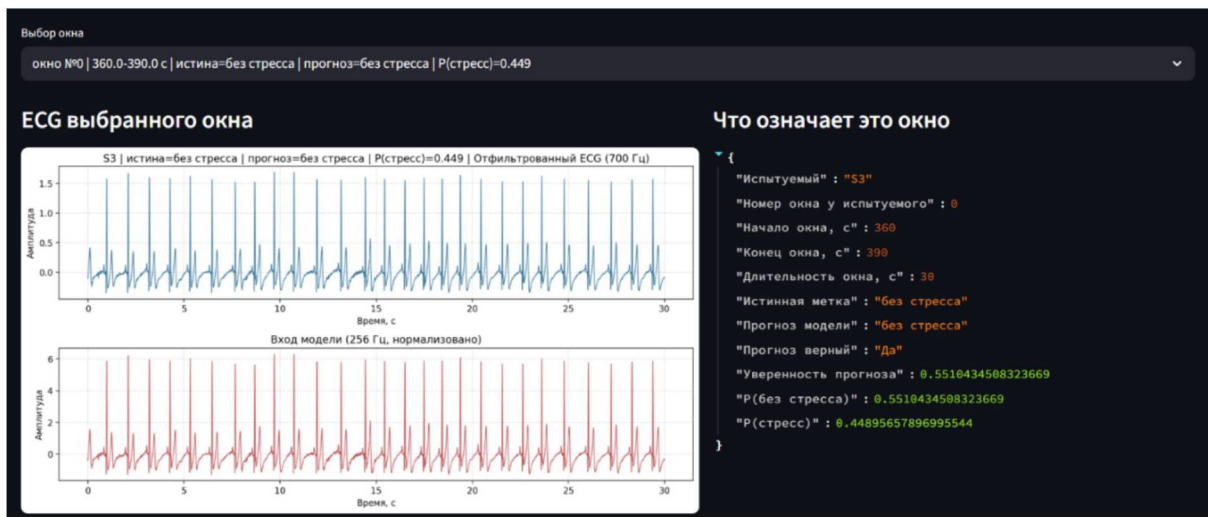 Выбор окна
окно №0 | 360.0-390.0 с | истина=без стресса | прогноз=без стресса | P(стресс)=0.449
ECG выбранного окна
S3 | истина=без стресса | прогноз=без стресса | P(стресс)=0.449 | Отфильтрованный ECG (700 Гц)
Амплитуда
1.5
1.0
0.5
0.0
0 5 10 15 20 25 30
Время, с
Вход модели (256 Гц, нормализовано)
Амплитуда
6
4
2
0
0 5 10 15 20 25 30
Время, с
Что означает это окно
{
"Испытуемый" : "S3"
"Номер окна у испытуемого" : 0
"Начало окна, с" : 360
"Конец окна, с" : 390
"Длительность окна, с" : 30
"Истинная метка" : "без стресса"
"Прогноз модели" : "без стресса"
"Прогноз верный" : "Да"
"Уверенность прогноза" : 0.5510434508323669
"P(без стресса)" : 0.5510434508323669
"P(стресс)" : 0.44895657896995544
}